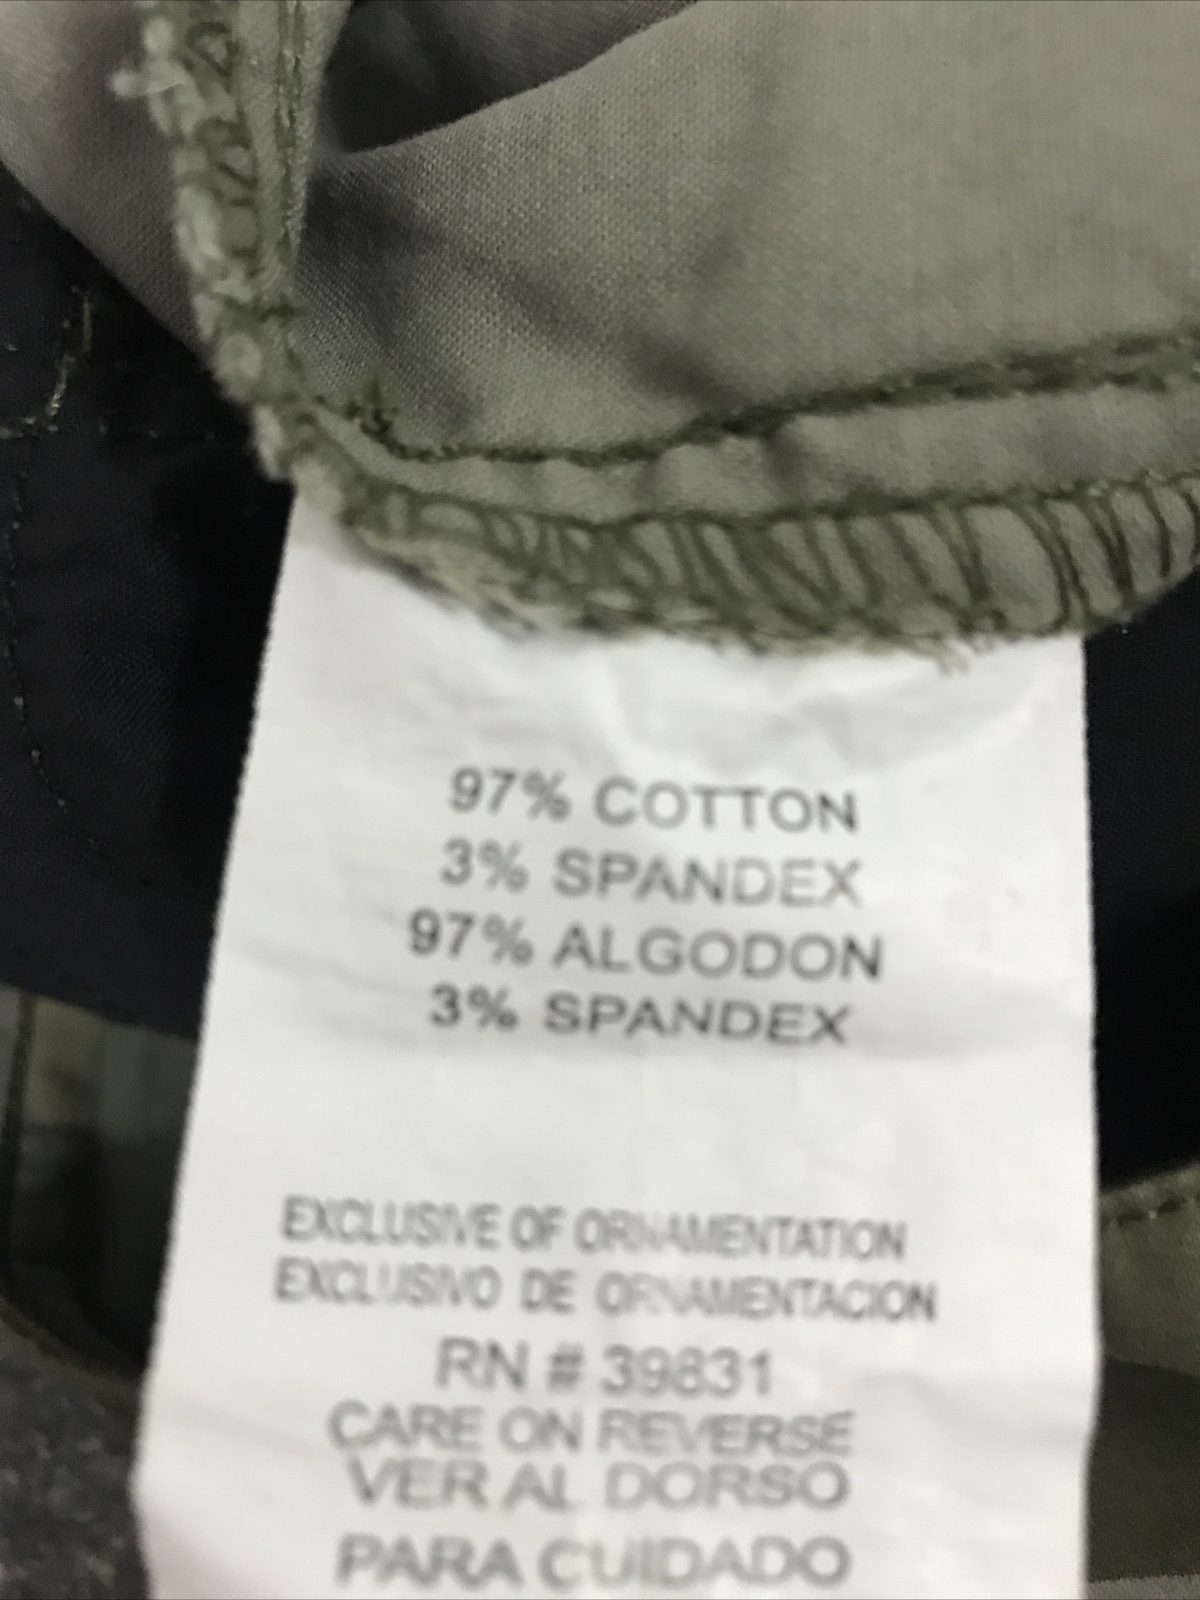 97% COTTON
3% SPANDEX
97% ALGODON
3% SPANDEX
EXCLUSIVE OF ORNAMENTATION
EXCLUSIVO DE ORNAMENTACION
RN # 39831
CARE ON REVERSE
VER AL DORSO
PARA CUIDADO